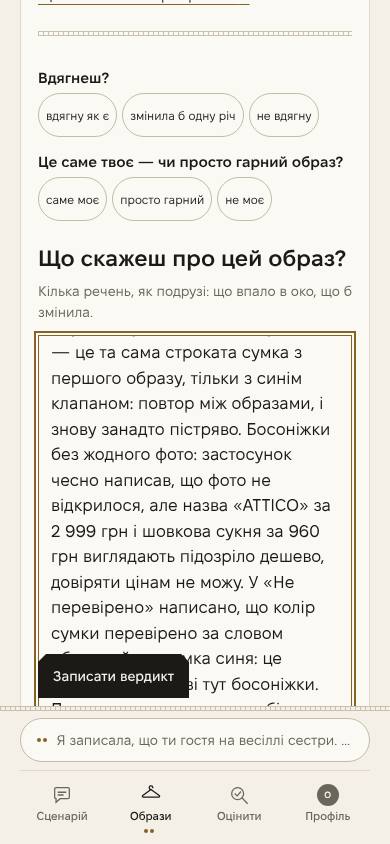 Вдягнеш?
вдягну як є
змінила б одну річ
не вдягну
Це саме твоє — чи просто гарний образ?
саме моє
просто гарний
не моє
Що скажеш про цей образ?
Кілька речень, як подрузі: що впало в око, що б
змінила.
— це та сама строката сумка з
першого образу, тільки з синім
клапаном: повтор між образами, і
знову занадто пістряво. Босоніжки
без жодного фото: застосунок
чесно написав, що фото не
відкрилося, але назва «ATTICO» за
2 999 грн і шовкова сукня за 960
грн виглядають підозріло дешево,
довіряти цінам не можу. У «Не
перевірено» написано, що колір
сумки перевірено за словом
мка синя: це
ві тут босоніжки.
Записати вердикт
Я записала, що ти гостя на весіллі сестри. ...
Сценарій
Образи
Оцінити
О
Профіль